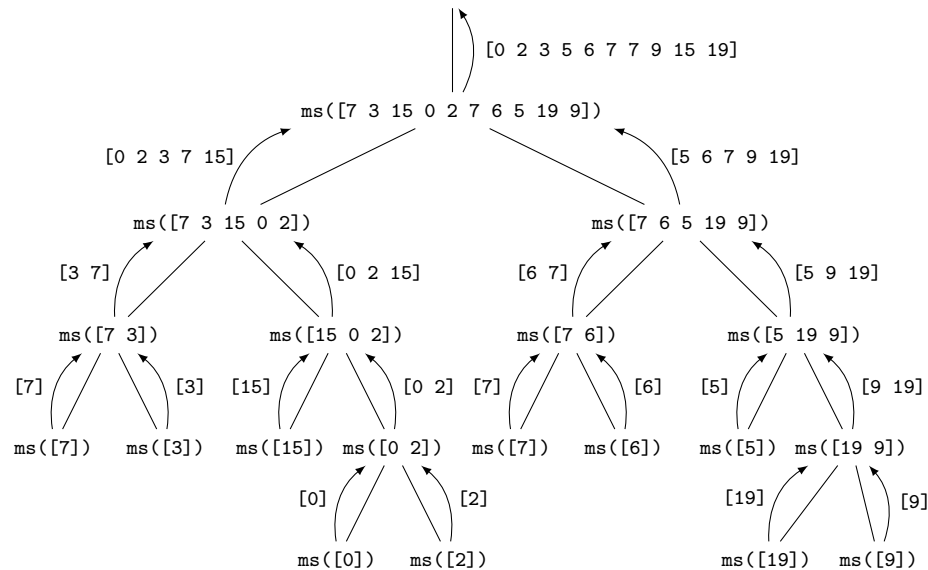 [0 2 3 5 6 7 7 9 15 19]
ms([7 3 15 0 2 7 6 5 19 9])
[0 2 3 7 15] [5 6 7 9 19]
ms([7 3 15 0 2]) ms([7 6 5 19 9])
[3 7] [0 2 15] [6 7] [5 9 19]
ms([7 3]) ms([15 0 2]) ms([7 6]) ms([5 19 9])
[7] [3] [15] [0 2] [7] [6] [5] [9 19]
ms([7]) ms([3]) ms([15]) ms([0 2]) ms([7]) ms([6]) ms([5]) ms([19 9])
[0] [2] [19] [9]
ms([0]) ms([2]) ms([19]) ms([9])